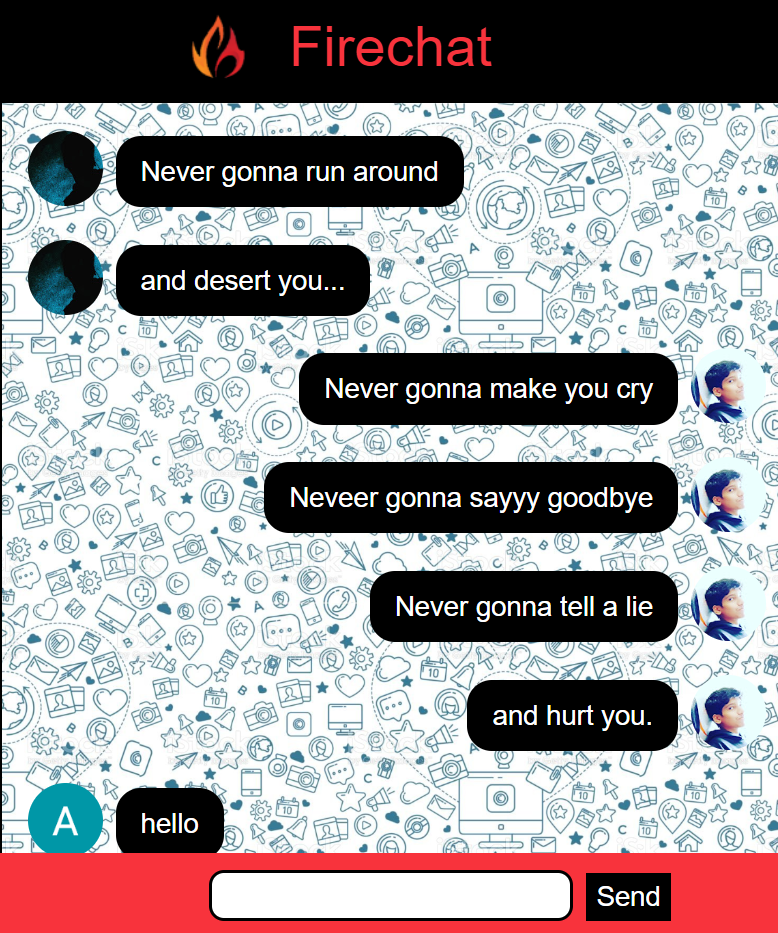 Firechat
Never gonna run around
and desert you...
Never gonna make you cry
Neveer gonna sayyy goodbye
Never gonna tell a lie
and hurt you.
A
hello
Send